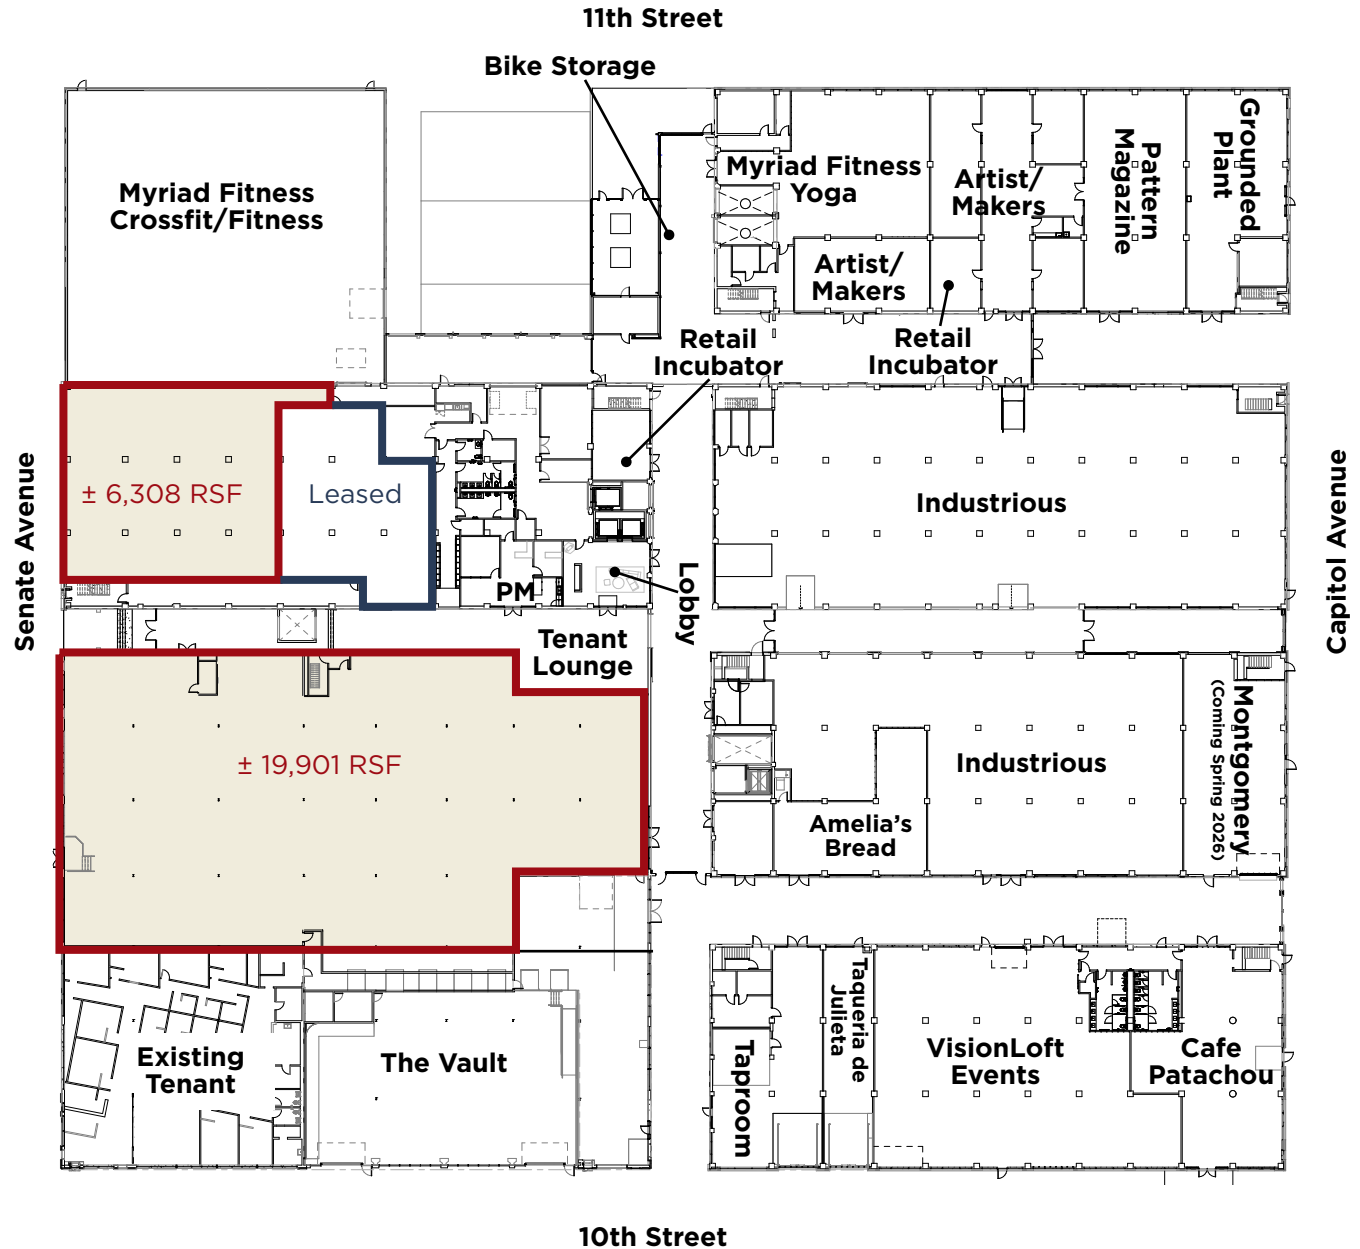 11th Street
Bike Storage
Myriad Fitness
Crossfit/Fitness
Myriad Fitness
Yoga
Artist/
Makers
Pattern
Magazine
Grounded
Plant
Artist/
Makers
Retail
Incubator
Retail
Incubator
Senate Avenue
± 6,308 RSF
Leased
Industrious
Capitol Avenue
PM
Lobby
Tenant
Lounge
± 19,901 RSF
Industrious
Montgomery
(Coming Spring 2026)
Amelia's
Bread
Existing
Tenant
The Vault
Taproom
Taqueria de
Julieta
VisionLoft
Events
Cafe
Patachou
10th Street